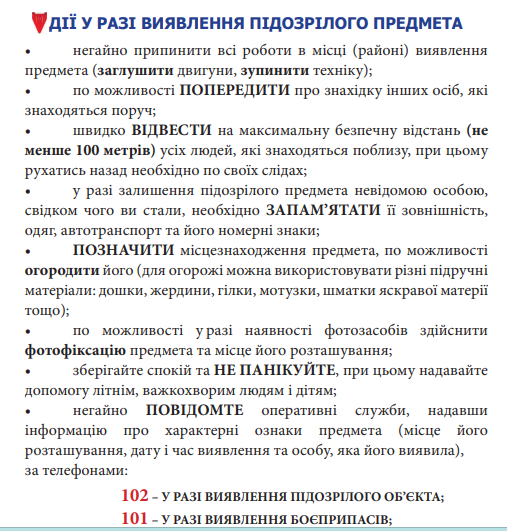 ДІЇ У РАЗІ ВИЯВЛЕННЯ ПІДОЗРІЛОГО ПРЕДМЕТА
• негайно припинити всі роботи в місці (районі) виявлення
предмета (заглушити двигуни, зупинити техніку);
• по можливості ПОПЕРЕДИТИ про знахідку інших осіб, які
знаходяться поруч;
• швидко ВІДВЕСТИ на максимальну безпечну відстань (не
менше 100 метрів) усіх людей, які знаходяться поблизу, при цьому
рухатись назад необхідно по своїх слідах;
• у разі залишення підозрілого предмета невідомою особою,
свідком чого ви стали, необхідно ЗАПАМ’ЯТАТИ її зовнішність,
одяг, автотранспорт та його номерні знаки;
• ПОЗНАЧИТИ місцезнаходження предмета, по можливості
огородити його (для огорожі можна використовувати різні підручні
матеріали: дошки, жердини, гілки, мотузки, шматки яскравої матерії
тощо);
• по можливості у разі наявності фотозасобів здійснити
фотофіксацію предмета та місце його розташування;
• зберігайте спокій та НЕ ПАНІКУЙТЕ, при цьому надавайте
допомогу літнім, важкохворим людям і дітям;
• негайно ПОВІДОМТЕ оперативні служби, надавши
інформацію про характерні ознаки предмета (місце його
розташування, дату і час виявлення та особу, яка його виявила),
за телефонами:
102 – У РАЗІ ВИЯВЛЕННЯ ПІДОЗРІЛОГО ОБ’ЄКТА;
101 – У РАЗІ ВИЯВЛЕННЯ БОЄПРИПАСІВ;